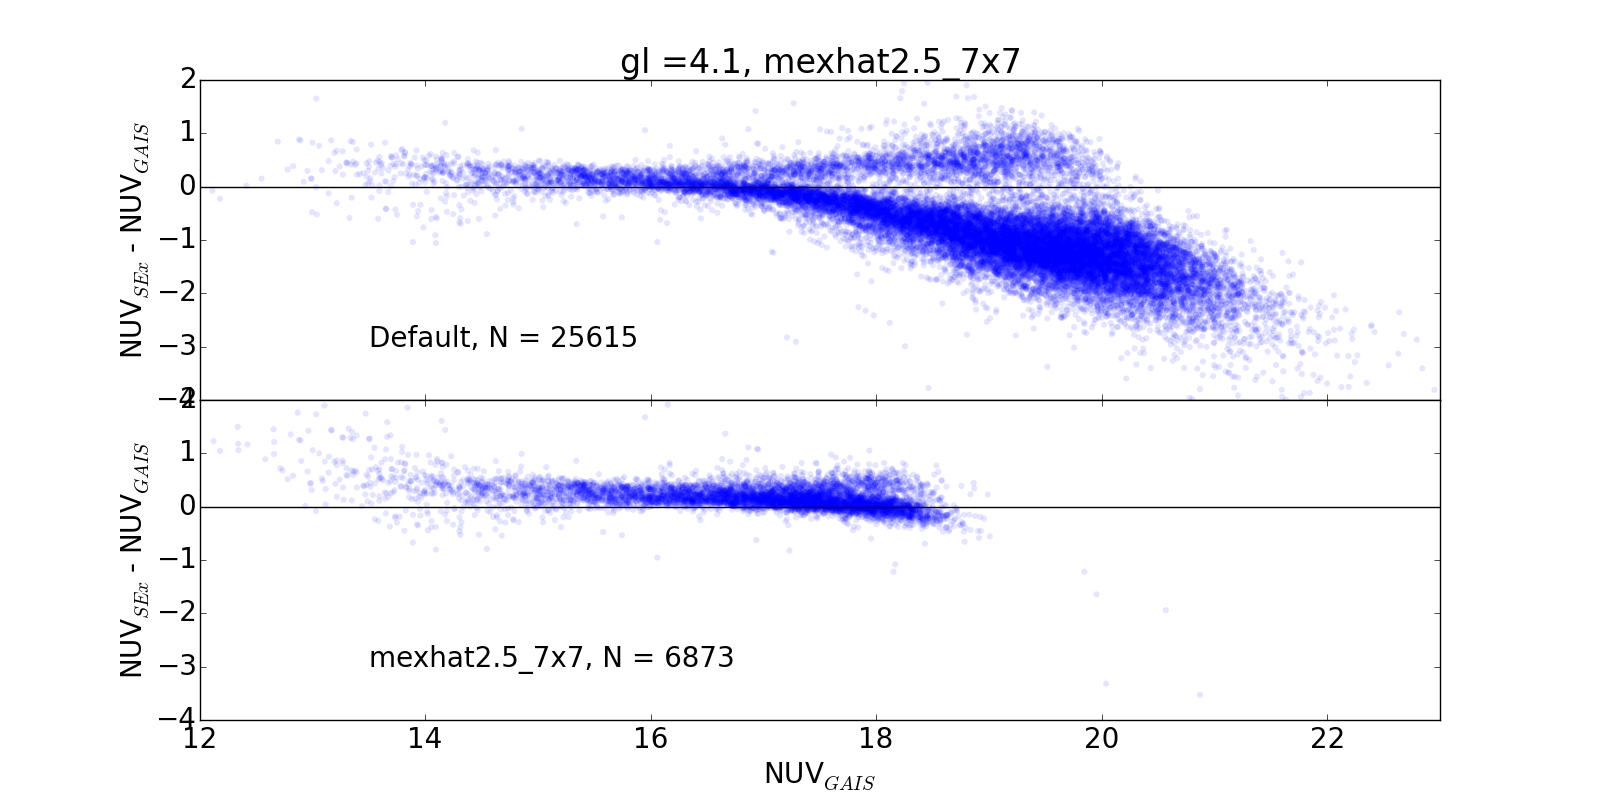 gl =4.1, mexhat2.5_7x7
2
1
0
−1
−2
−3
−4
NUV_SEx - NUV_GAIS
Default, N = 25615
2
1
0
−1
−2
−3
−4
NUV_SEx - NUV_GAIS
mexhat2.5_7x7, N = 6873
12 14 16 18 20 22
NUV_GAIS